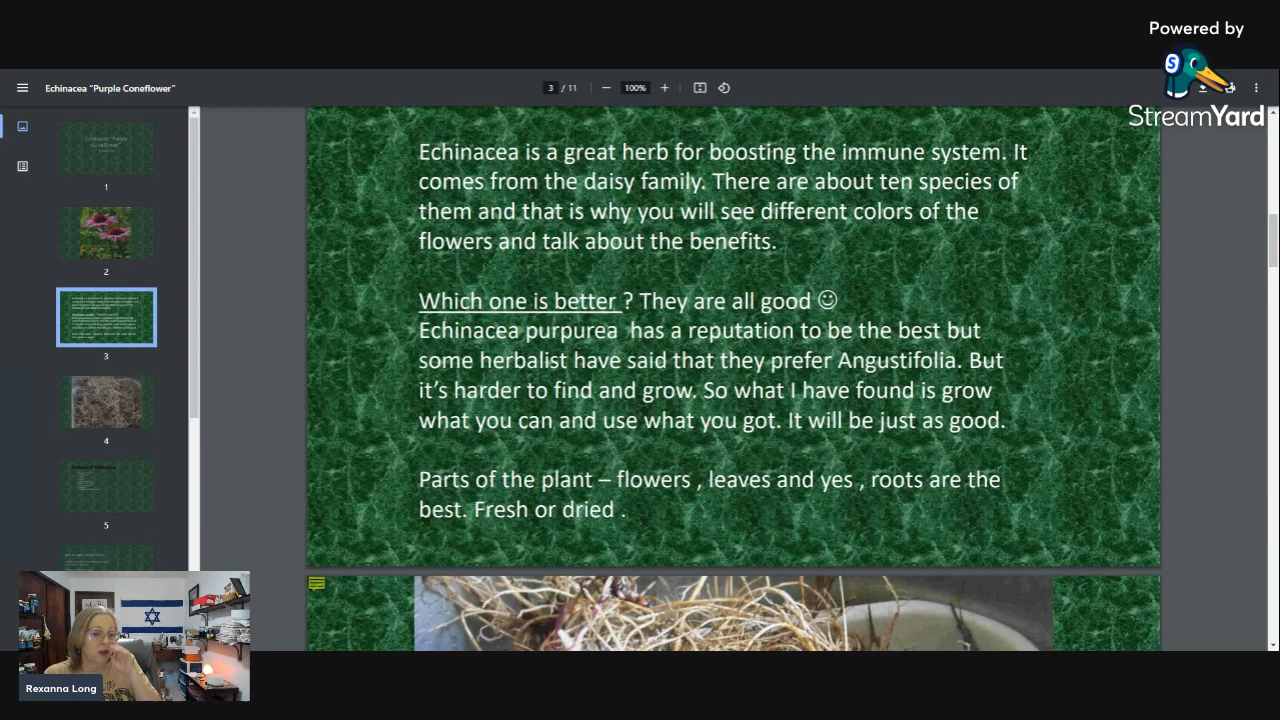 Powered by
StreamYard
Echinacea "Purple Coneflower"
3 / 11
100%
1
2
3
4
5
Echinacea is a great herb for boosting the immune system. It
comes from the daisy family. There are about ten species of
them and that is why you will see different colors of the
flowers and talk about the benefits.
Which one is better ? They are all good ☺
Echinacea purpurea has a reputation to be the best but
some herbalist have said that they prefer Angustifolia. But
it's harder to find and grow. So what I have found is grow
what you can and use what you got. It will be just as good.
Parts of the plant – flowers , leaves and yes , roots are the
best. Fresh or dried .
Rexanna Long